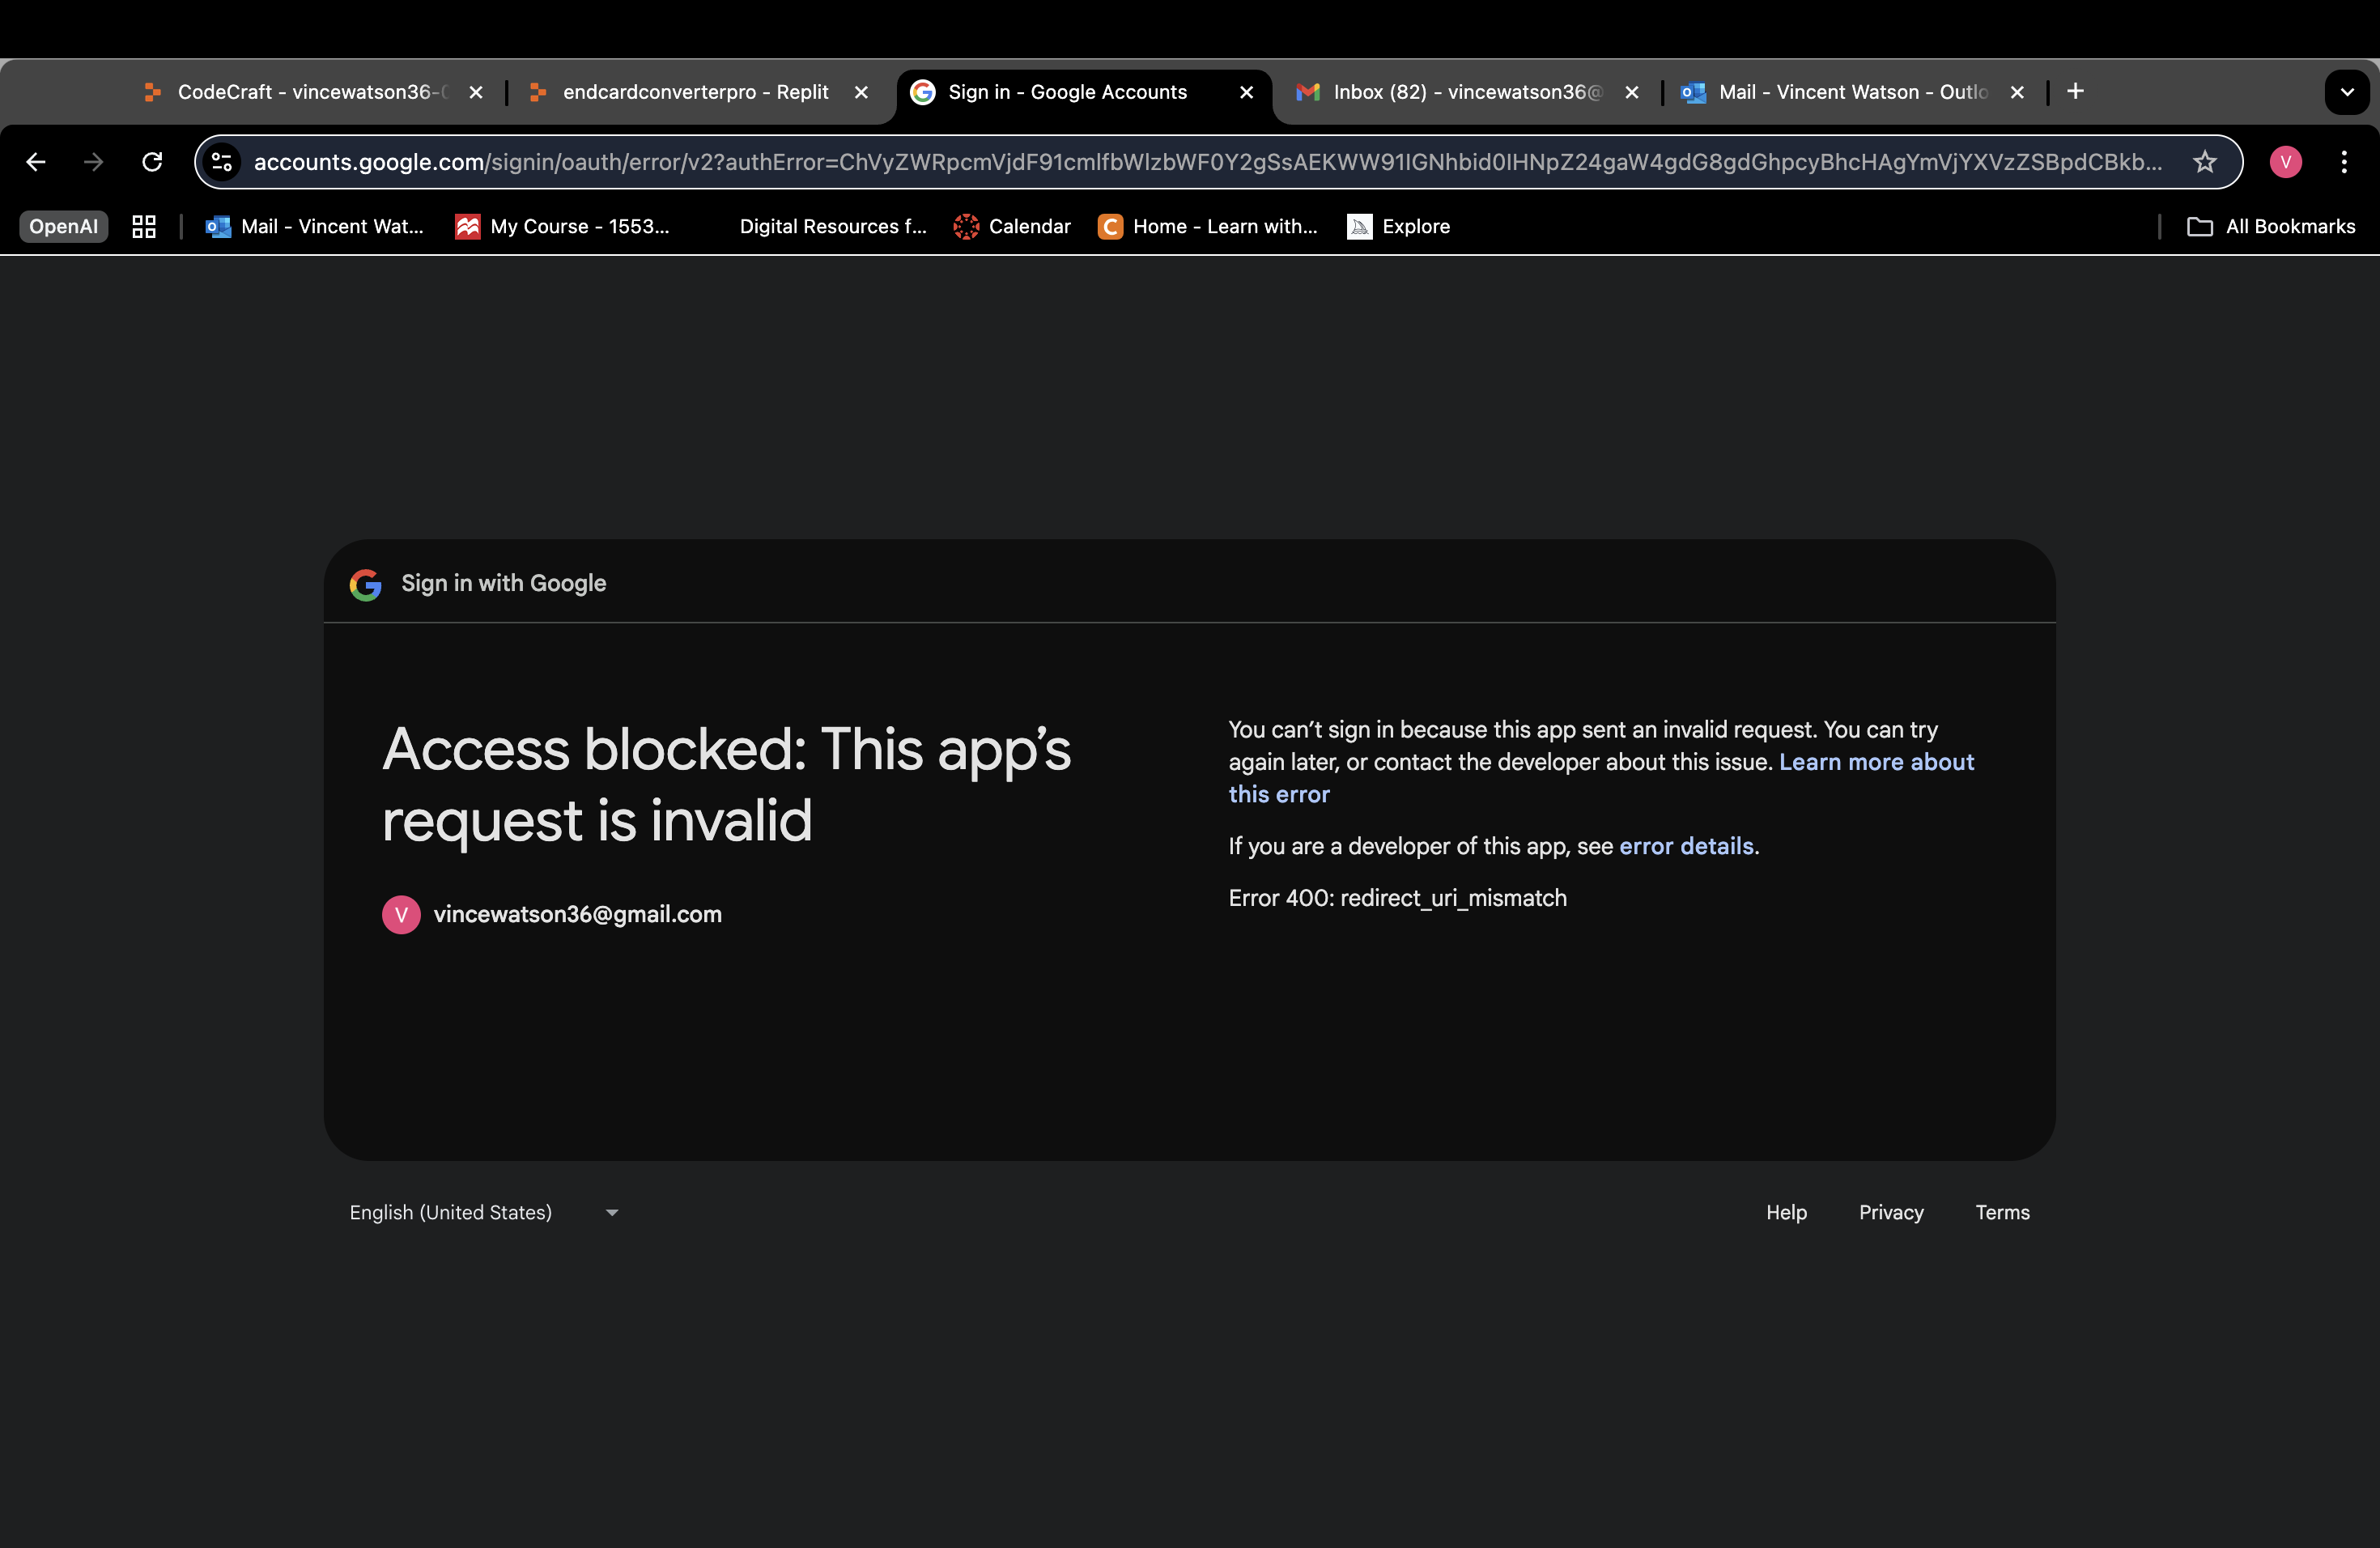 CodeCraft - vincewatson36-
endcardconverterpro - Replit
Sign in - Google Accounts
Inbox (82) - vincewatson36@
Mail - Vincent Watson - Outlo
accounts.google.com/signin/oauth/error/v2?authError=ChVyZWRpcmVjdF91cmlfbWlzbWF0Y2gSsAEKWW91IGNhbid0IHNpZ24gaW4gdG8gdGhpcyBhcHAgYmVjYXVzZSBpdCBkb...
V
OpenAI
Mail - Vincent Wat...
My Course - 1553...
Digital Resources f...
Calendar
Home - Learn with...
Explore
All Bookmarks
Sign in with Google
Access blocked: This app’s
request is invalid
V vincewatson36@gmail.com
You can’t sign in because this app sent an invalid request. You can try
again later, or contact the developer about this issue. Learn more about
this error
If you are a developer of this app, see error details.
Error 400: redirect_uri_mismatch
English (United States)
Help
Privacy
Terms